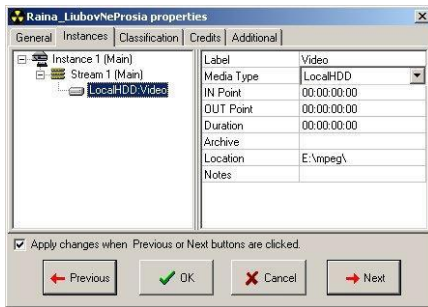 Raina_LiubovNeProsia properties
General Instances Classification Credits Additional
Instance 1 (Main)
Stream 1 (Main)
LocalHDD:Video
Label Video
Media Type LocalHDD
IN Point 00:00:00:00
OUT Point 00:00:00:00
Duration 00:00:00:00
Archive
Location E:\mpeg\
Notes
Apply changes when Previous or Next buttons are clicked.
Previous OK Cancel Next